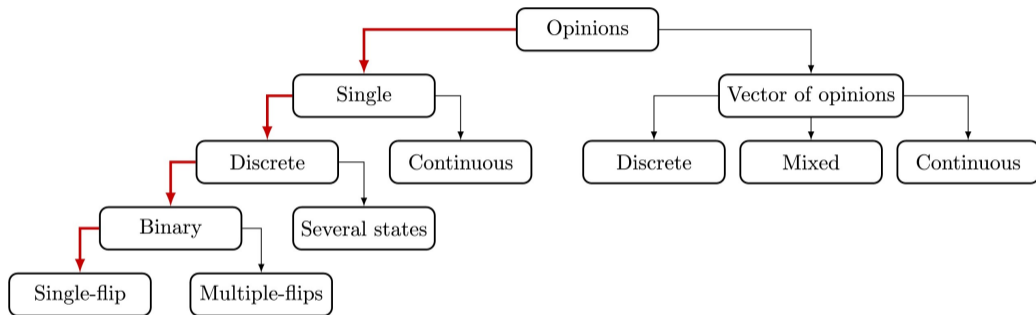 Opinions
Single
Vector of opinions
Discrete
Continuous
Discrete
Mixed
Continuous
Binary
Several states
Single-flip
Multiple-flips